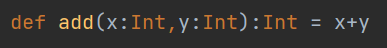 def add(x:Int,y:Int):Int = x+y